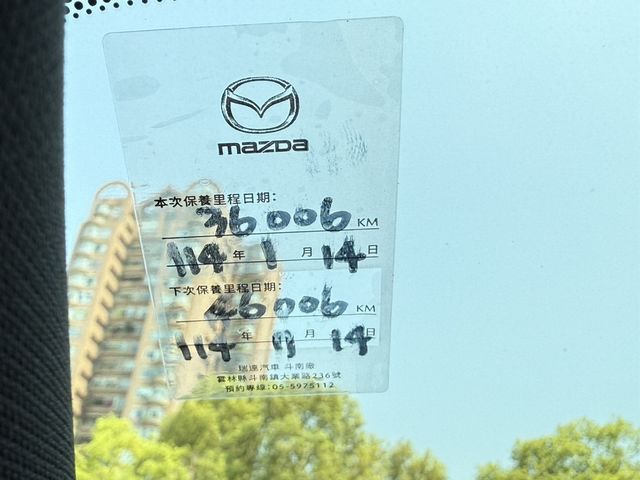 mazda
本次保養里程日期:
36006 KM
114 年 1 月 14 日
下次保養里程日期:
46006 KM
114 年 月 14 日
瑞達汽車 斗南廠
雲林縣斗南鎮大業路236號
預約專線:05-5975112